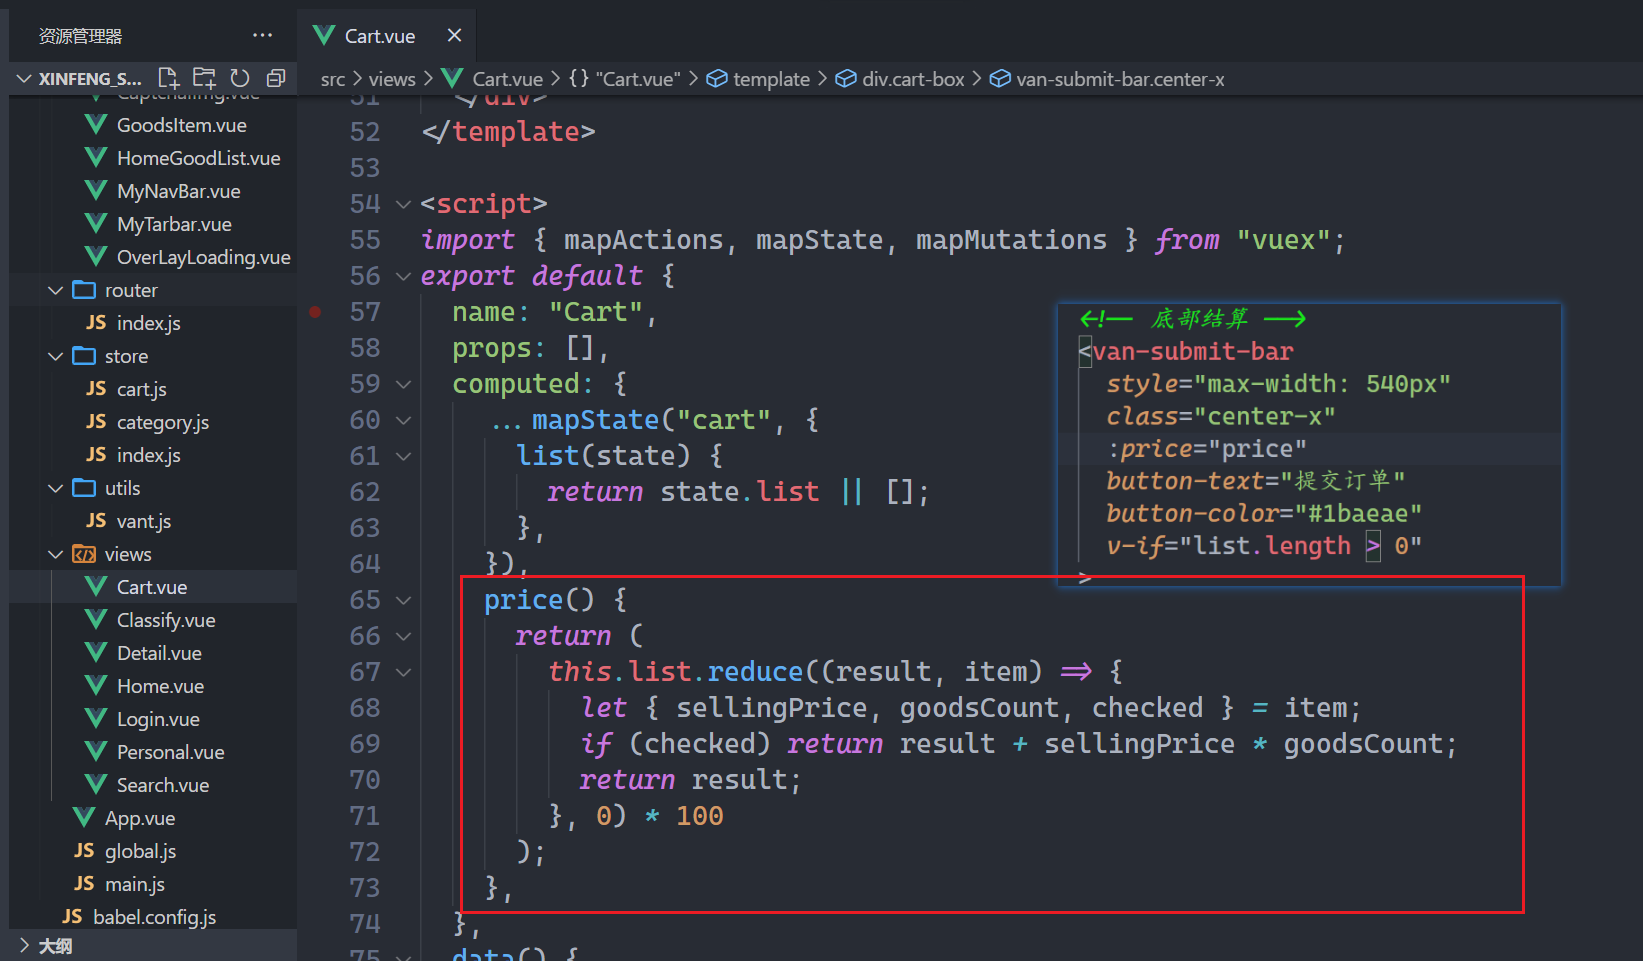 资源管理器
XINFENG_S...
CaptchaImg.vue
GoodsItem.vue
HomeGoodList.vue
MyNavBar.vue
MyTarbar.vue
OverLayLoading.vue
router
JS index.js
store
JS cart.js
JS category.js
JS index.js
utils
JS vant.js
views
Cart.vue
Classify.vue
Detail.vue
Home.vue
Login.vue
Personal.vue
Search.vue
App.vue
JS global.js
JS main.js
JS babel.config.js
大纲
Cart.vue
src > views > Cart.vue > {} "Cart.vue" > template > div.cart-box > van-submit-bar.center-x
51 </div>
52 </template>
53
54 <script>
55 import { mapActions, mapState, mapMutations } from "vuex";
56 export default {
57 name: "Cart",
58 props: [],
59 computed: {
60 ...mapState("cart", {
61 list(state) {
62 return state.list || [];
63 },
64 }),
65 price() {
66 return (
67 this.list.reduce((result, item) => {
68 let { sellingPrice, goodsCount, checked } = item;
69 if (checked) return result + sellingPrice * goodsCount;
70 return result;
71 }, 0) * 100
72 );
73 },
74 },
75 data() {
<!-- 底部结算 -->
<van-submit-bar
style="max-width: 540px"
class="center-x"
:price="price"
button-text="提交订单"
button-color="#1baeae"
v-if="list.length > 0"
>